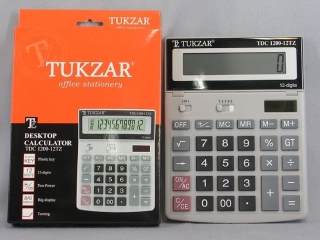 TUKZAR
office stationery
TUKZAR
office stationery
DESKTOP
CALCULATOR
TDC 1200-12TZ
Plastic key
12-digits
Two Power
Big display
Turning
TUKZAR
TDC 1200-12TZ
0
12-digits
OFF
+/-
MC
MR
M-
M+
7
8
9
%
GT
4
5
6
×
÷
ON/AC
1
2
3
+
-
C/CE
0
.
=